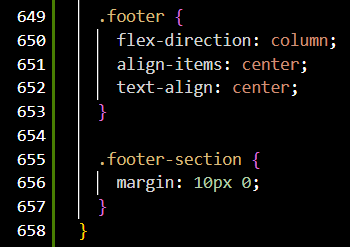 649 .footer {
650 flex-direction: column;
651 align-items: center;
652 text-align: center;
653 }
654
655 .footer-section {
656 margin: 10px 0;
657 }
658 }